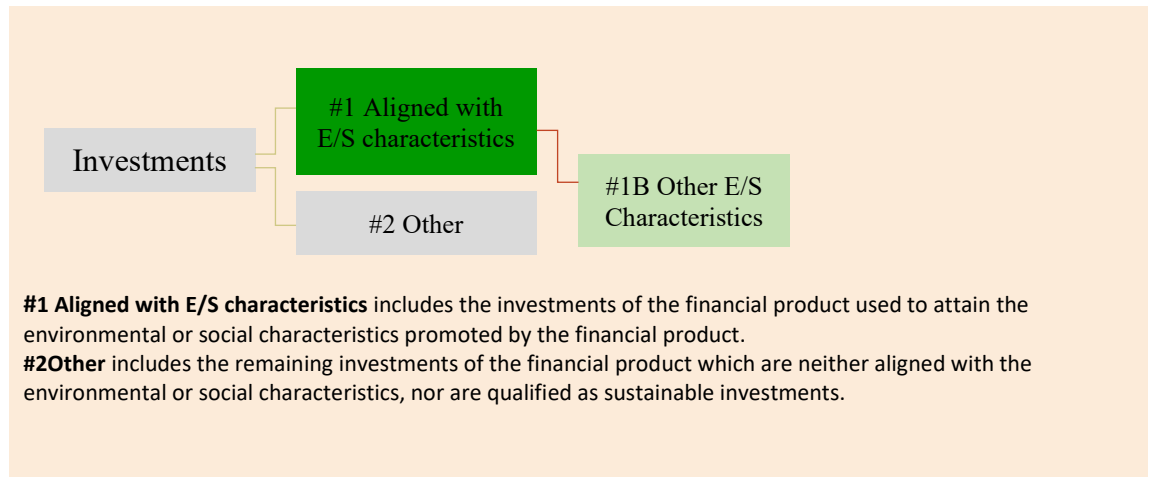 Investments
#1 Aligned with
E/S characteristics
#2 Other
#1B Other E/S
Characteristics
#1 Aligned with E/S characteristics includes the investments of the financial product used to attain the
environmental or social characteristics promoted by the financial product.
#2Other includes the remaining investments of the financial product which are neither aligned with the
environmental or social characteristics, nor are qualified as sustainable investments.